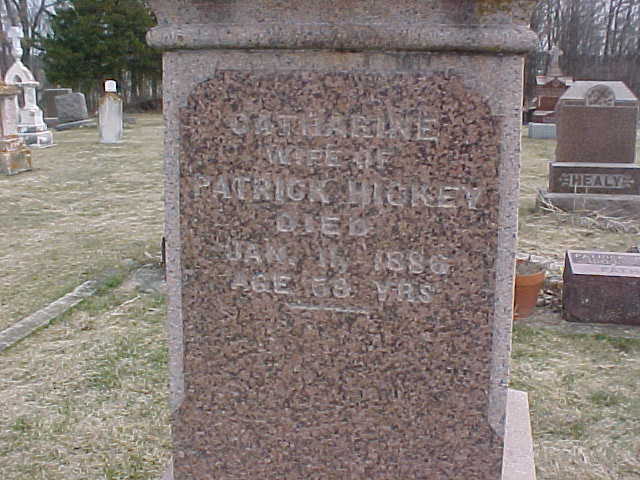 CATHARINE
WIFE OF
PATRICK HICKEY
DIED
JAN. 11, 1886
AGE 58 YRS
HEALY